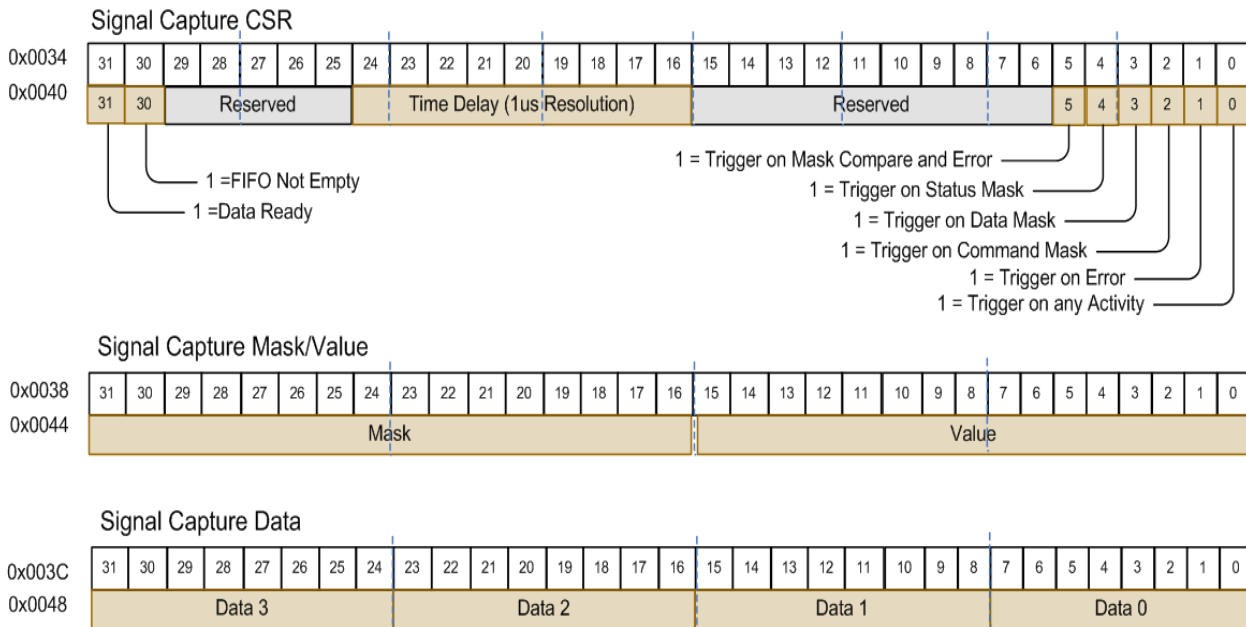 Signal Capture CSR
0x0034 31 30 29 28 27 26 25 24 23 22 21 20 19 18 17 16 15 14 13 12 11 10 9 8 7 6 5 4 3 2 1 0
0x0040 31 30 Reserved Time Delay (1us Resolution) Reserved 5 4 3 2 1 0
1 = Trigger on Mask Compare and Error
1 =FIFO Not Empty
1 = Trigger on Status Mask
1 =Data Ready
1 = Trigger on Data Mask
1 = Trigger on Command Mask
1 = Trigger on Error
1 = Trigger on any Activity
Signal Capture Mask/Value
0x0038 31 30 29 28 27 26 25 24 23 22 21 20 19 18 17 16 15 14 13 12 11 10 9 8 7 6 5 4 3 2 1 0
0x0044 Mask Value
Signal Capture Data
0x003C 31 30 29 28 27 26 25 24 23 22 21 20 19 18 17 16 15 14 13 12 11 10 9 8 7 6 5 4 3 2 1 0
0x0048 Data 3 Data 2 Data 1 Data 0